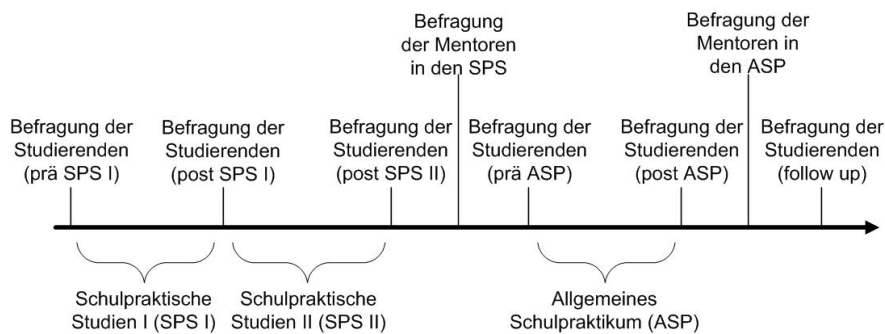 Befragung
der Mentoren
in den SPS
Befragung der
Mentoren in
den ASP
Befragung der
Studierenden
(prä SPS I)
Befragung der
Studierenden
(post SPS I)
Befragung der
Studierenden
(post SPS II)
Befragung der
Studierenden
(prä ASP)
Befragung der
Studierenden
(post ASP)
Befragung der
Studierenden
(follow up)
Schulpraktische
Studien I (SPS I)
Schulpraktische
Studien II (SPS II)
Allgemeines
Schulpraktikum (ASP)